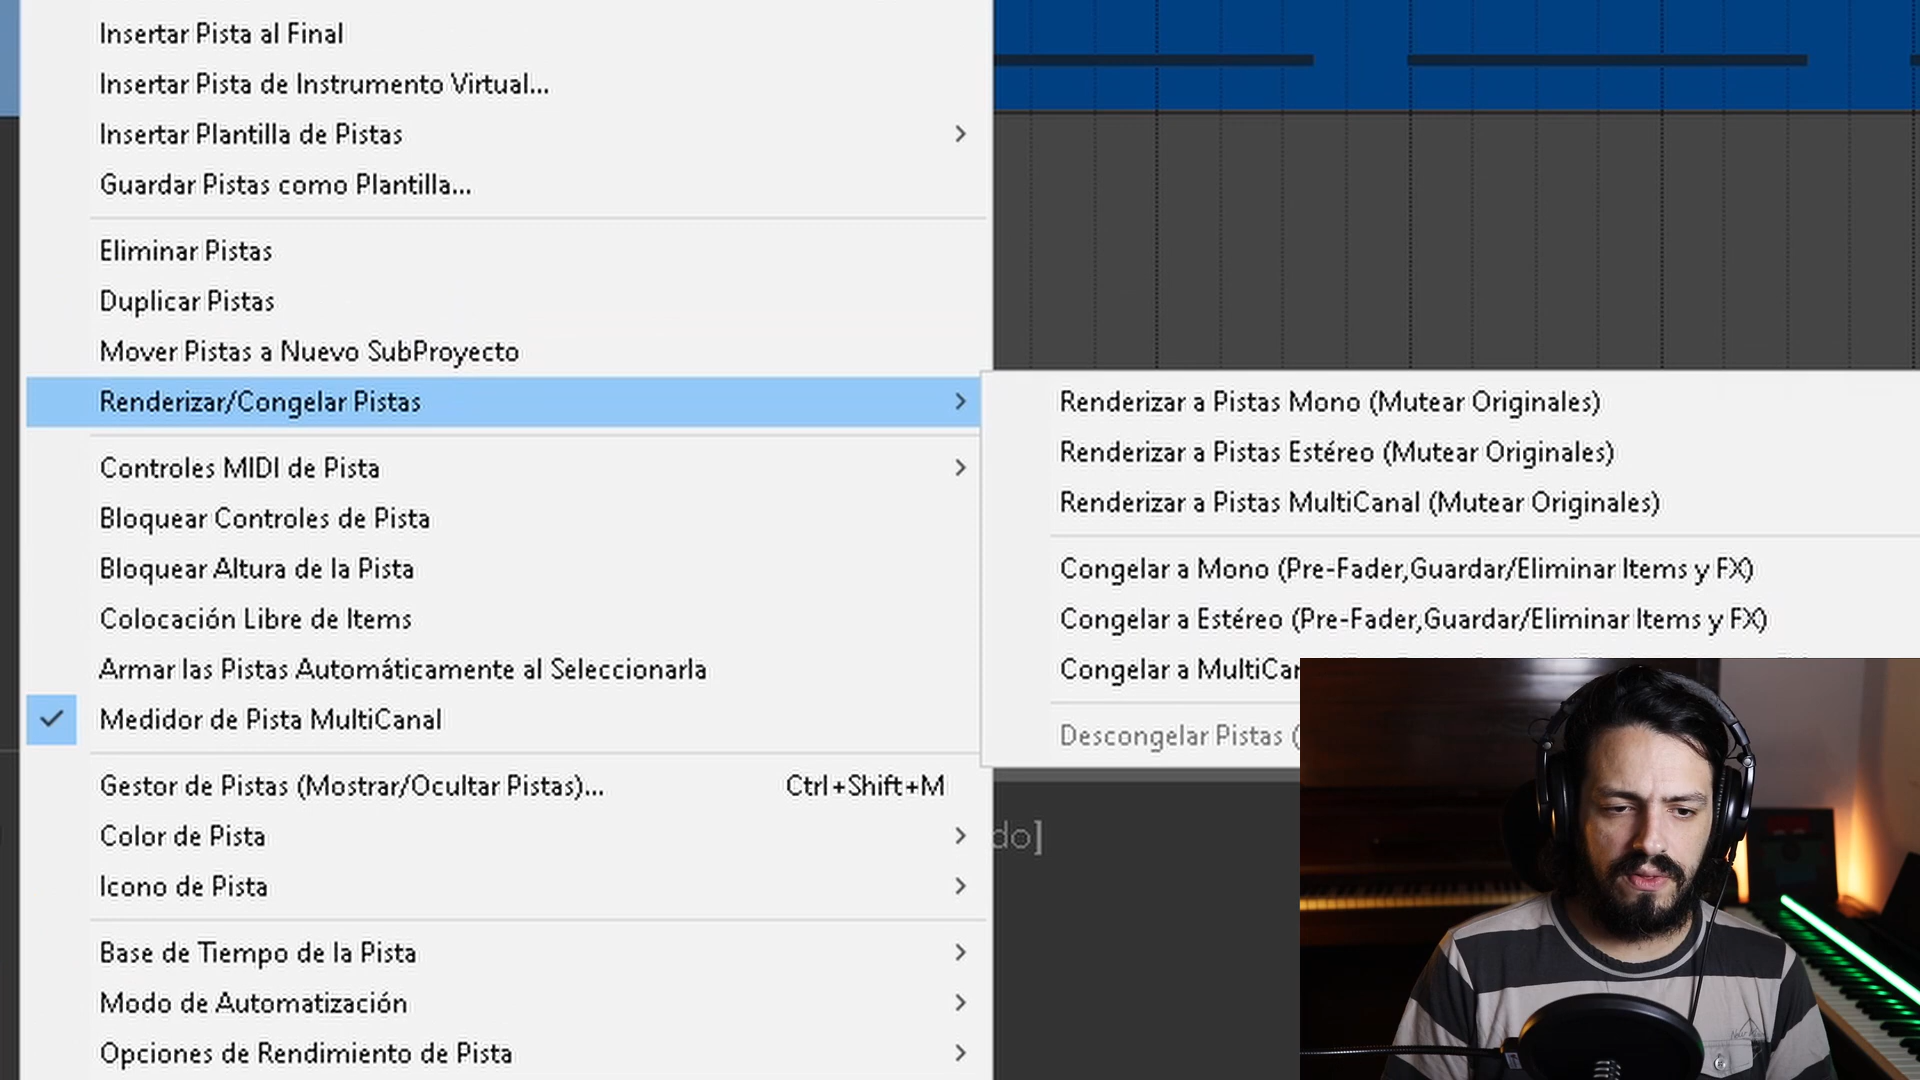 Insertar Pista al Final
Insertar Pista de Instrumento Virtual...
Insertar Plantilla de Pistas
Guardar Pistas como Plantilla...
Eliminar Pistas
Duplicar Pistas
Mover Pistas a Nuevo SubProyecto
Renderizar/Congelar Pistas
Controles MIDI de Pista
Bloquear Controles de Pista
Bloquear Altura de la Pista
Colocación Libre de Items
Armar las Pistas Automáticamente al Seleccionarla
Medidor de Pista MultiCanal
Gestor de Pistas (Mostrar/Ocultar Pistas)... Ctrl+Shift+M
Color de Pista
Icono de Pista
Base de Tiempo de la Pista
Modo de Automatización
Opciones de Rendimiento de Pista
Renderizar a Pistas Mono (Mutear Originales)
Renderizar a Pistas Estéreo (Mutear Originales)
Renderizar a Pistas MultiCanal (Mutear Originales)
Congelar a Mono (Pre-Fader,Guardar/Eliminar Items y FX)
Congelar a Estéreo (Pre-Fader,Guardar/Eliminar Items y FX)
Congelar a MultiCan
Descongelar Pistas (
do]